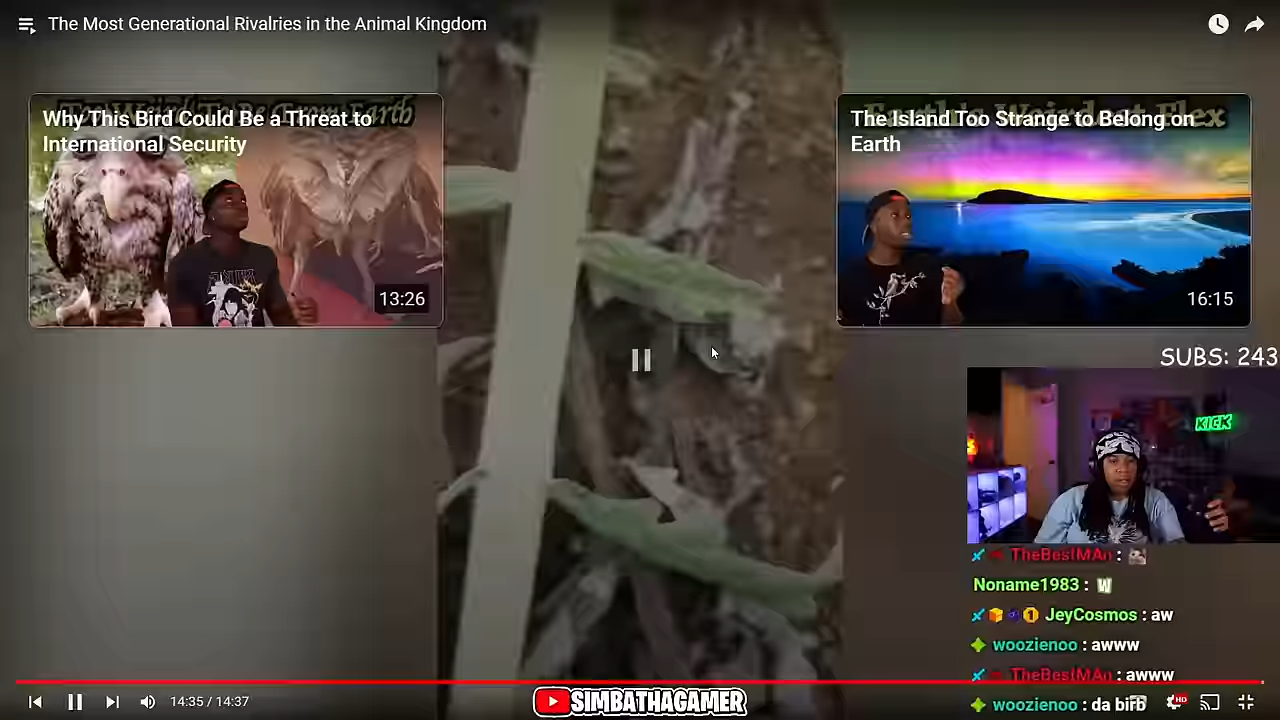 The Most Generational Rivalries in the Animal Kingdom
Why This Bird Could Be a Threat to
International Security
13:26
The Island Too Strange to Belong on
Earth
16:15
SUBS: 243
KICK
TheBestMAn :
Noname1983 : W
JeyCosmos : aw
woozienoo : awww
TheBestMAn : awww
woozienoo : da birb
14:35 / 14:37
HD
SIMBATHAGAMER